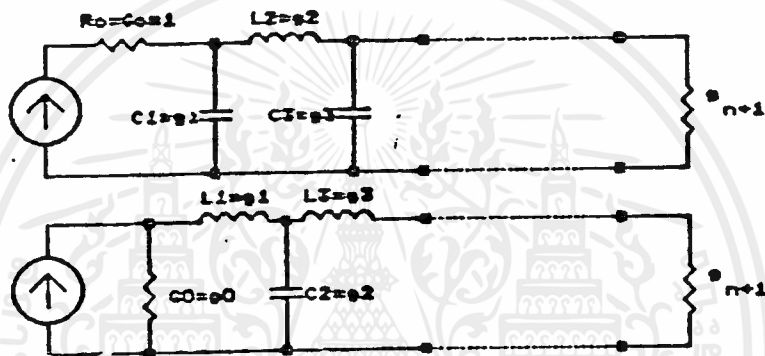 Ro=Go=1
L2=g2
C1=g1
C3=g3
g n+1
L1=g1
L3=g3
G0=g0
C2=g2
g n+1